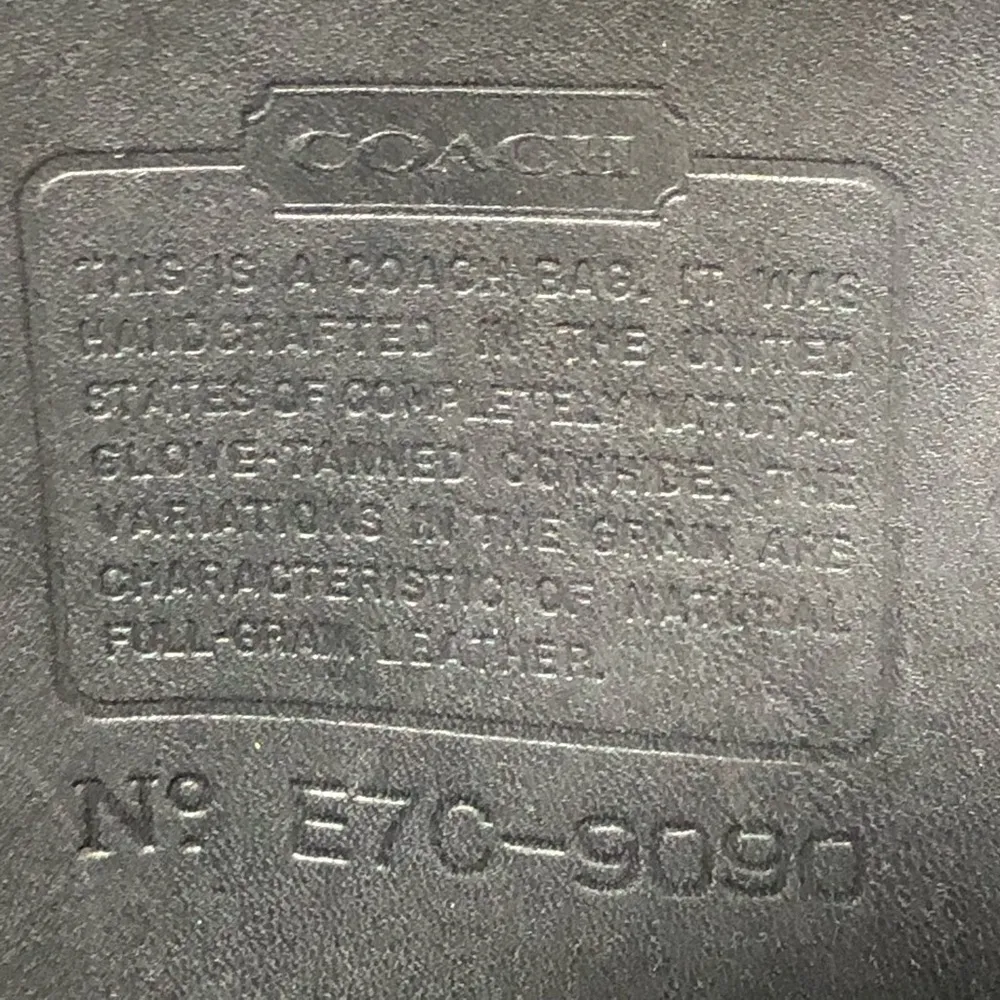 COACH
THIS IS A COACH BAG. IT WAS
HANDCRAFTED IN THE UNITED
STATES OF COMPLETELY NATURAL
GLOVE-TANNED COWHIDE. THE
VARIATIONS IN THE GRAIN ARE
CHARACTERISTIC OF NATURAL
FULL-GRAIN LEATHER.
Nº E7C-9090